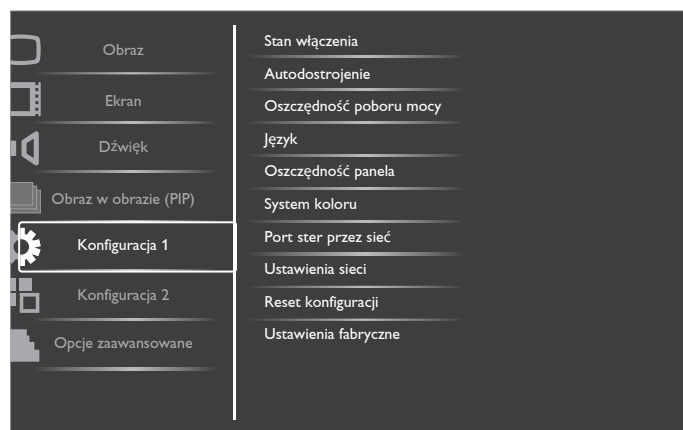 Obraz
Ekran
Dźwięk
Obraz w obrazie (PIP)
Konfiguracja 1
Konfiguracja 2
Opcje zaawansowane
Stan włączenia
Autodostrojenie
Oszczędność poboru mocy
Język
Oszczędność panela
System koloru
Port ster przez sieć
Ustawienia sieci
Reset konfiguracji
Ustawienia fabryczne